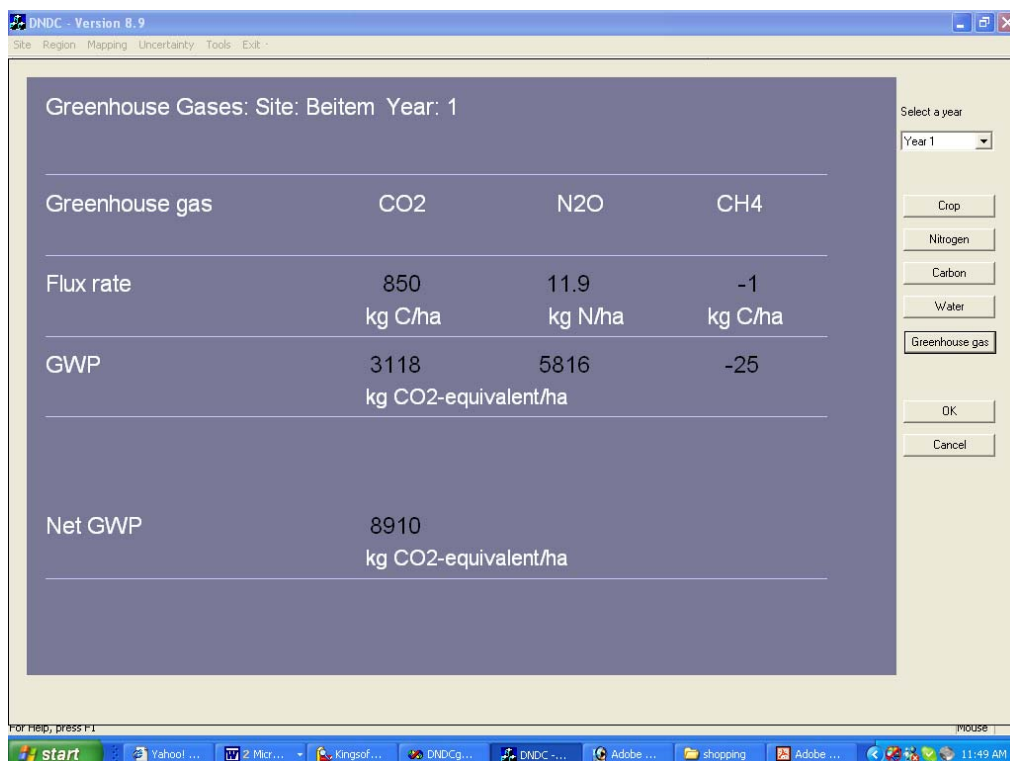 DNDC - Version 8.9
Site Region Mapping Uncertainty Tools Exit
Greenhouse Gases: Site: Beitem Year: 1
Select a year
Year 1
Greenhouse gas CO2 N2O CH4
Crop
Nitrogen
Flux rate 850 11.9 -1
kg C/ha kg N/ha kg C/ha
Carbon
Water
Greenhouse gas
GWP 3118 5816 -25
kg CO2-equivalent/ha
OK
Cancel
Net GWP 8910
kg CO2-equivalent/ha
For Help, press F1 Mouse
start Yahoo! ... 2 Micr... Kingsof... DNDCg... DNDC -... Adobe ... shopping Adobe ... 11:49 AM